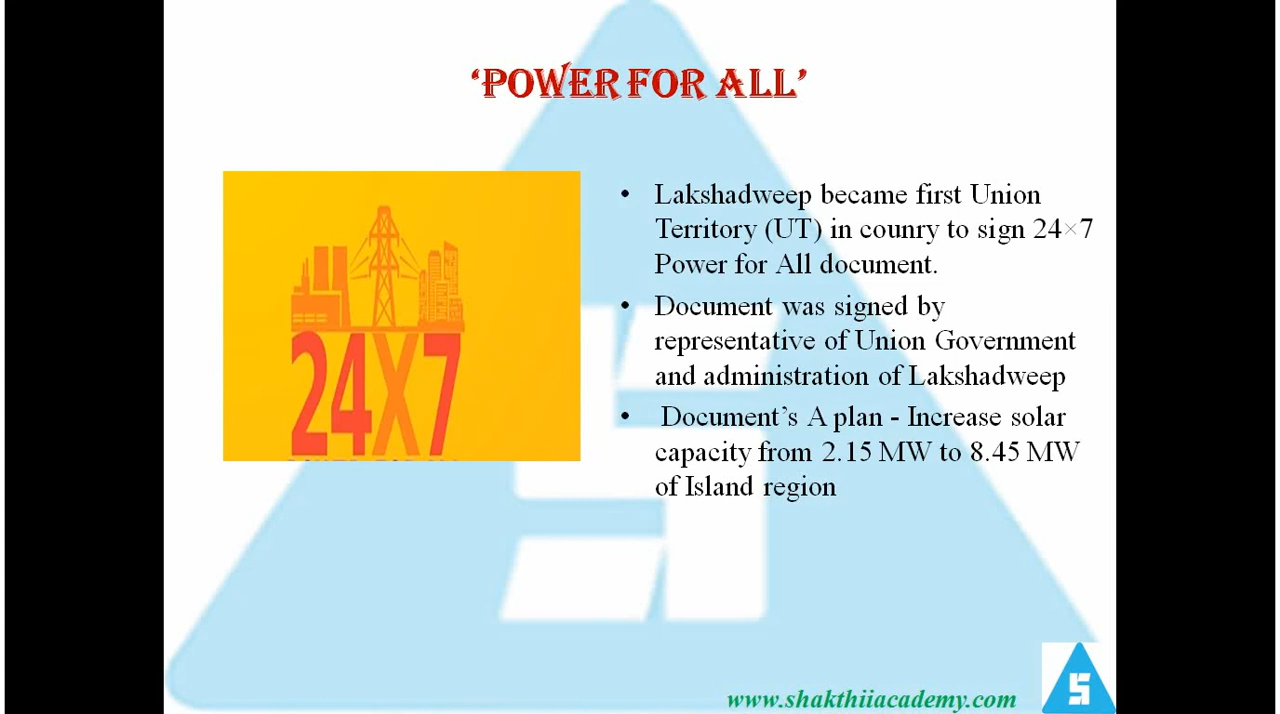 ‘POWER FOR ALL’
24X7
• Lakshadweep became first Union
Territory (UT) in counry to sign 24×7
Power for All document.
• Document was signed by
representative of Union Government
and administration of Lakshadweep
• Document’s A plan - Increase solar
capacity from 2.15 MW to 8.45 MW
of Island region
www.shakthiiacademy.com